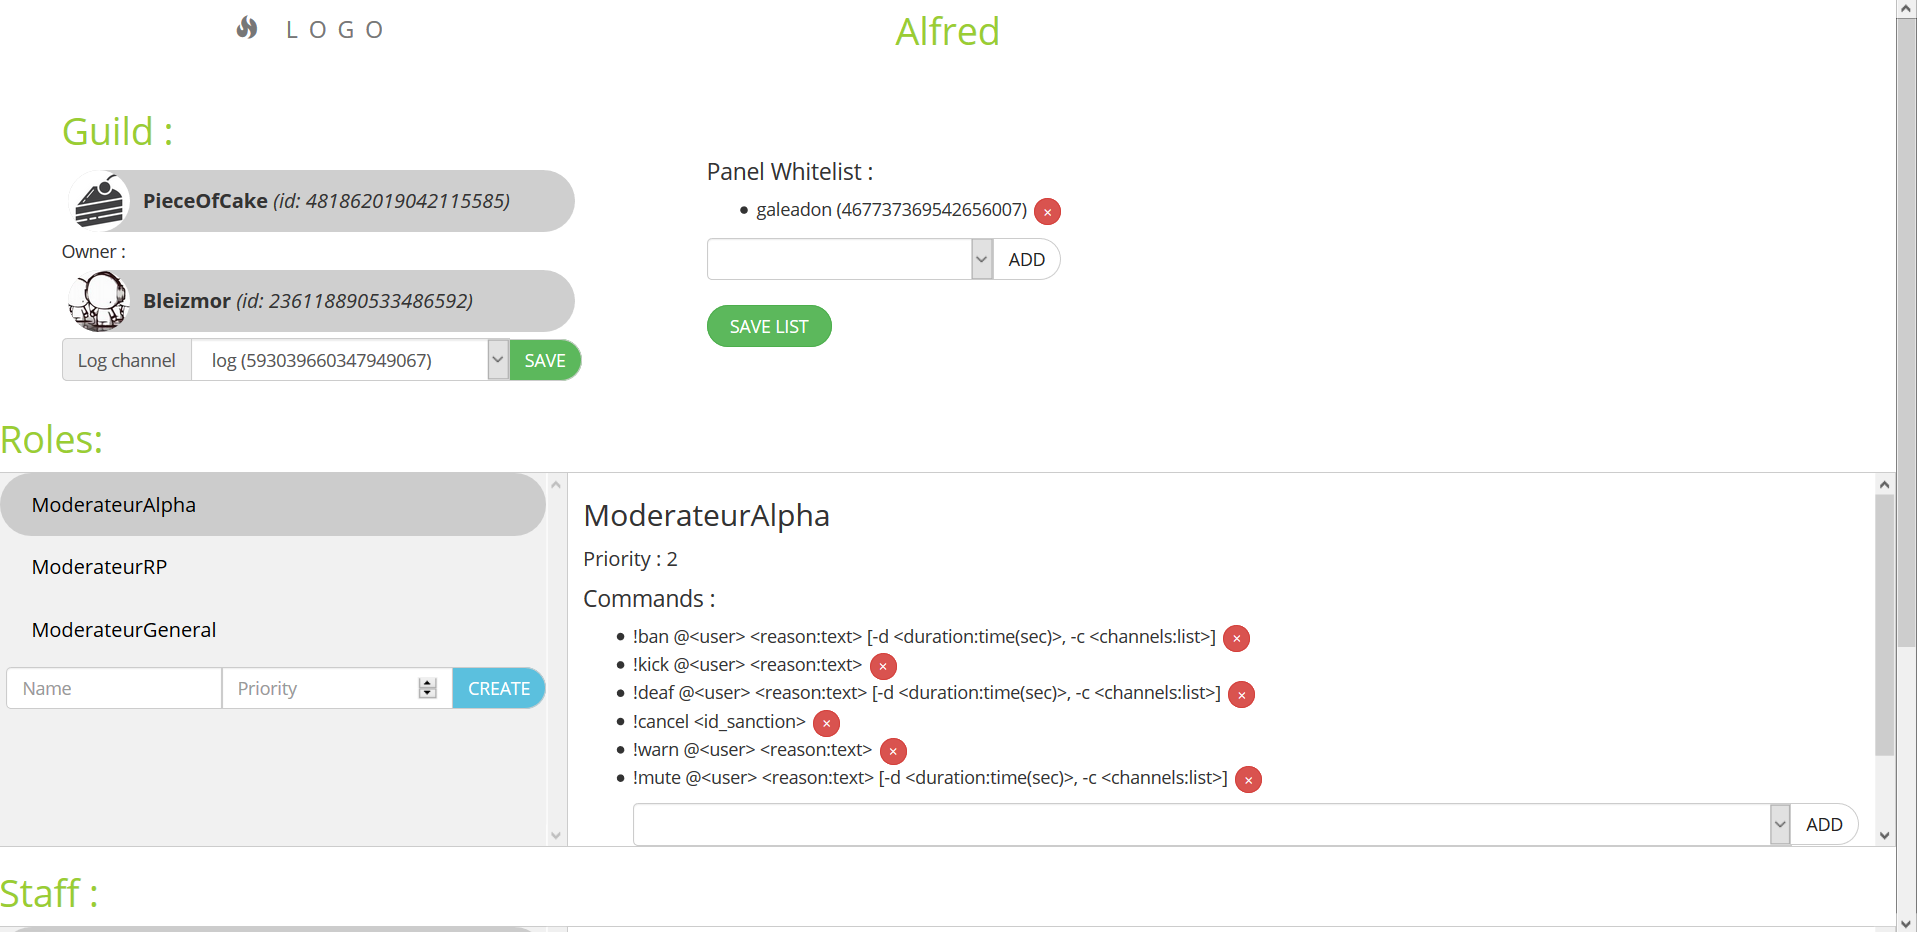 LOGO
Alfred
Guild :
PieceOfCake (id: 481862019042115585)
Owner :
Bleizmor (id: 236118890533486592)
Log channel
log (593039660347949067)
SAVE
Panel Whitelist :
galeadon (467737369542656007)
ADD
SAVE LIST
Roles:
ModerateurAlpha
ModerateurRP
ModerateurGeneral
Name
Priority
CREATE
ModerateurAlpha
Priority : 2
Commands :
!ban @<user> <reason:text> [-d <duration:time(sec)>, -c <channels:list>]
!kick @<user> <reason:text>
!deaf @<user> <reason:text> [-d <duration:time(sec)>, -c <channels:list>]
!cancel <id_sanction>
!warn @<user> <reason:text>
!mute @<user> <reason:text> [-d <duration:time(sec)>, -c <channels:list>]
ADD
Staff :